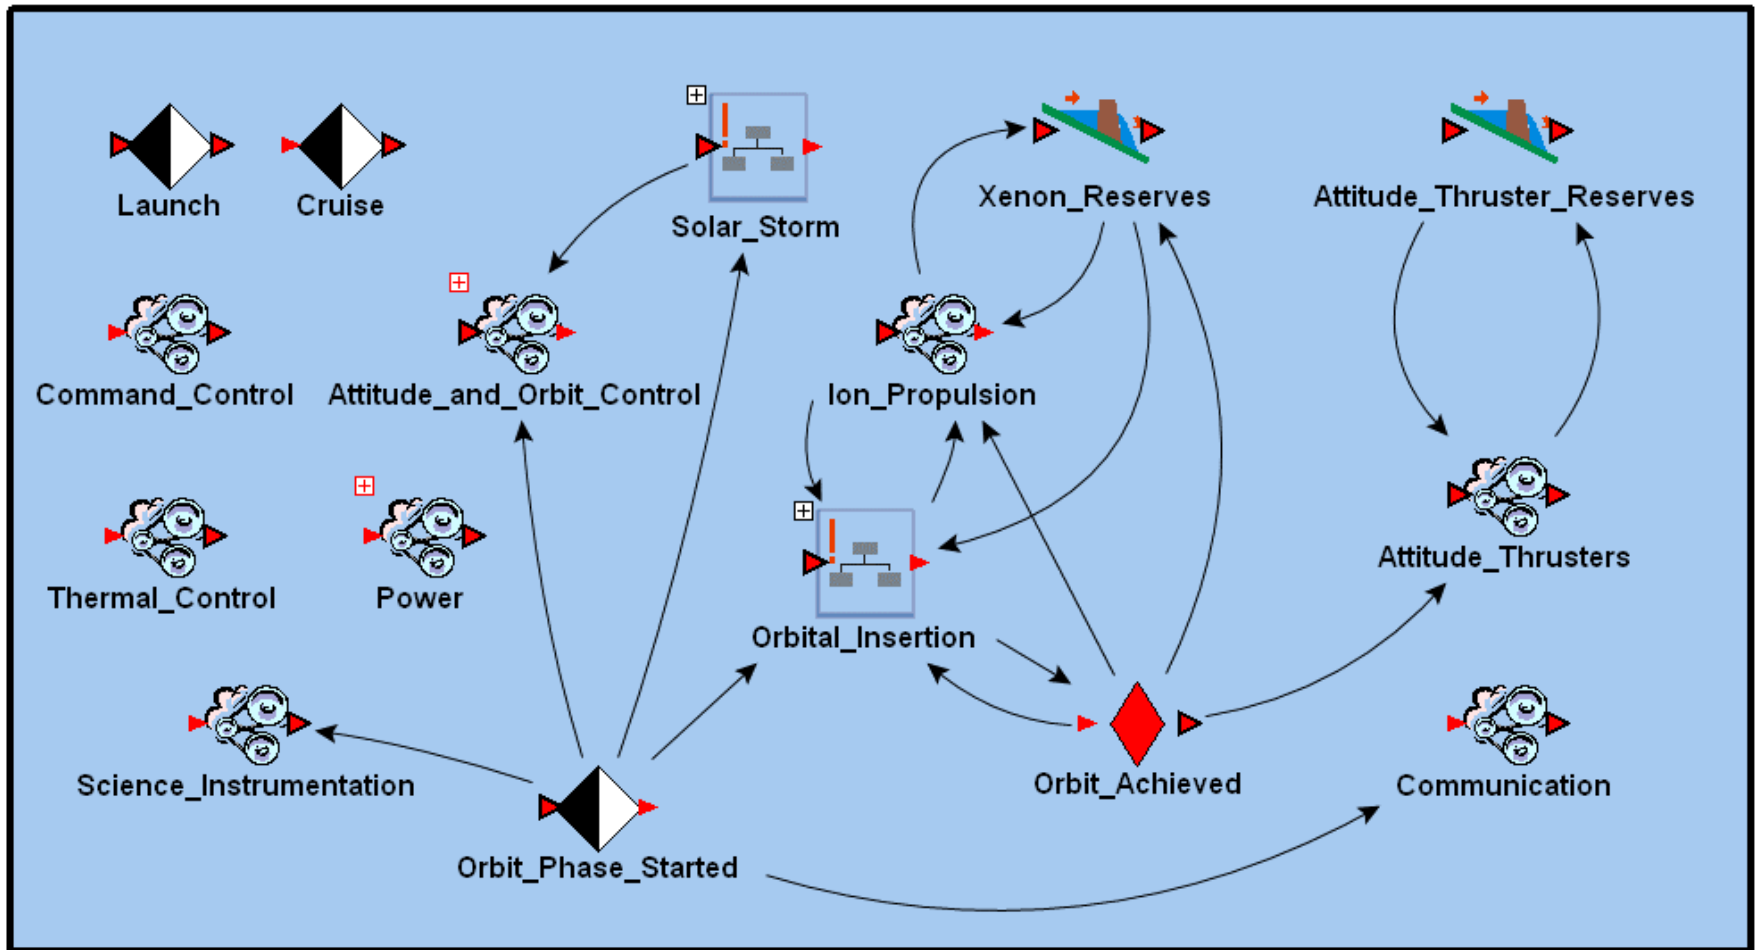 Launch
Cruise
Solar_Storm
Xenon_Reserves
Attitude_Thruster_Reserves
Command_Control
Attitude_and_Orbit_Control
Ion_Propulsion
Thermal_Control
Power
Attitude_Thrusters
Orbital_Insertion
Science_Instrumentation
Orbit_Achieved
Communication
Orbit_Phase_Started